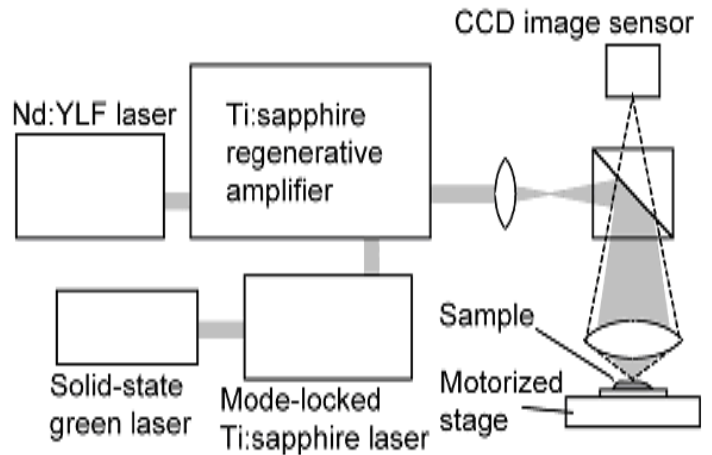 CCD image sensor
Nd:YLF laser
Ti:sapphire
regenerative
amplifier
Sample
Motorized
stage
Solid-state
green laser
Mode-locked
Ti:sapphire laser